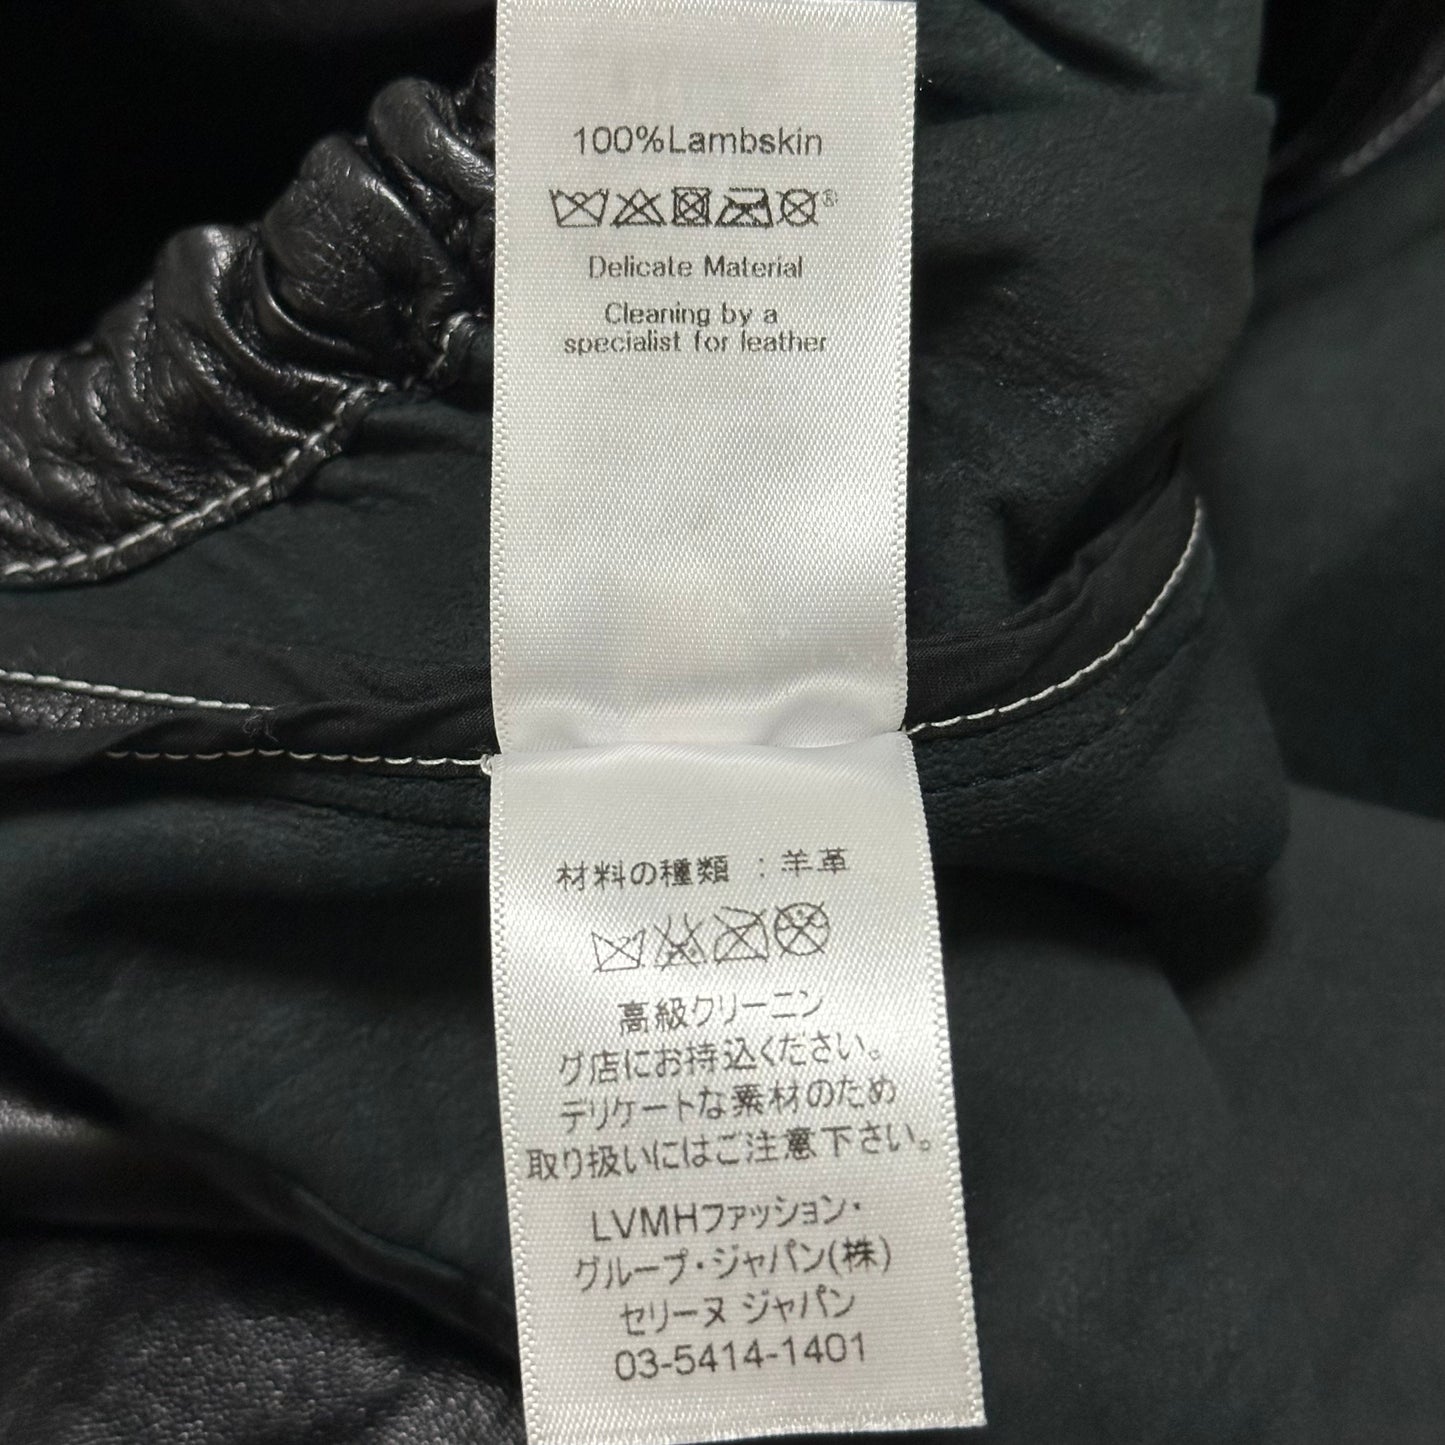 100%Lambskin
®
Delicate Material
Cleaning by a
specialist for leather
材料の種類 : 羊革
高級クリーニン
グ店にお持込ください。
デリケートな素材のため
取り扱いにはご注意下さい。
LVMHファッション・
グループ・ジャパン(株)
セリーヌ ジャパン
03-5414-1401